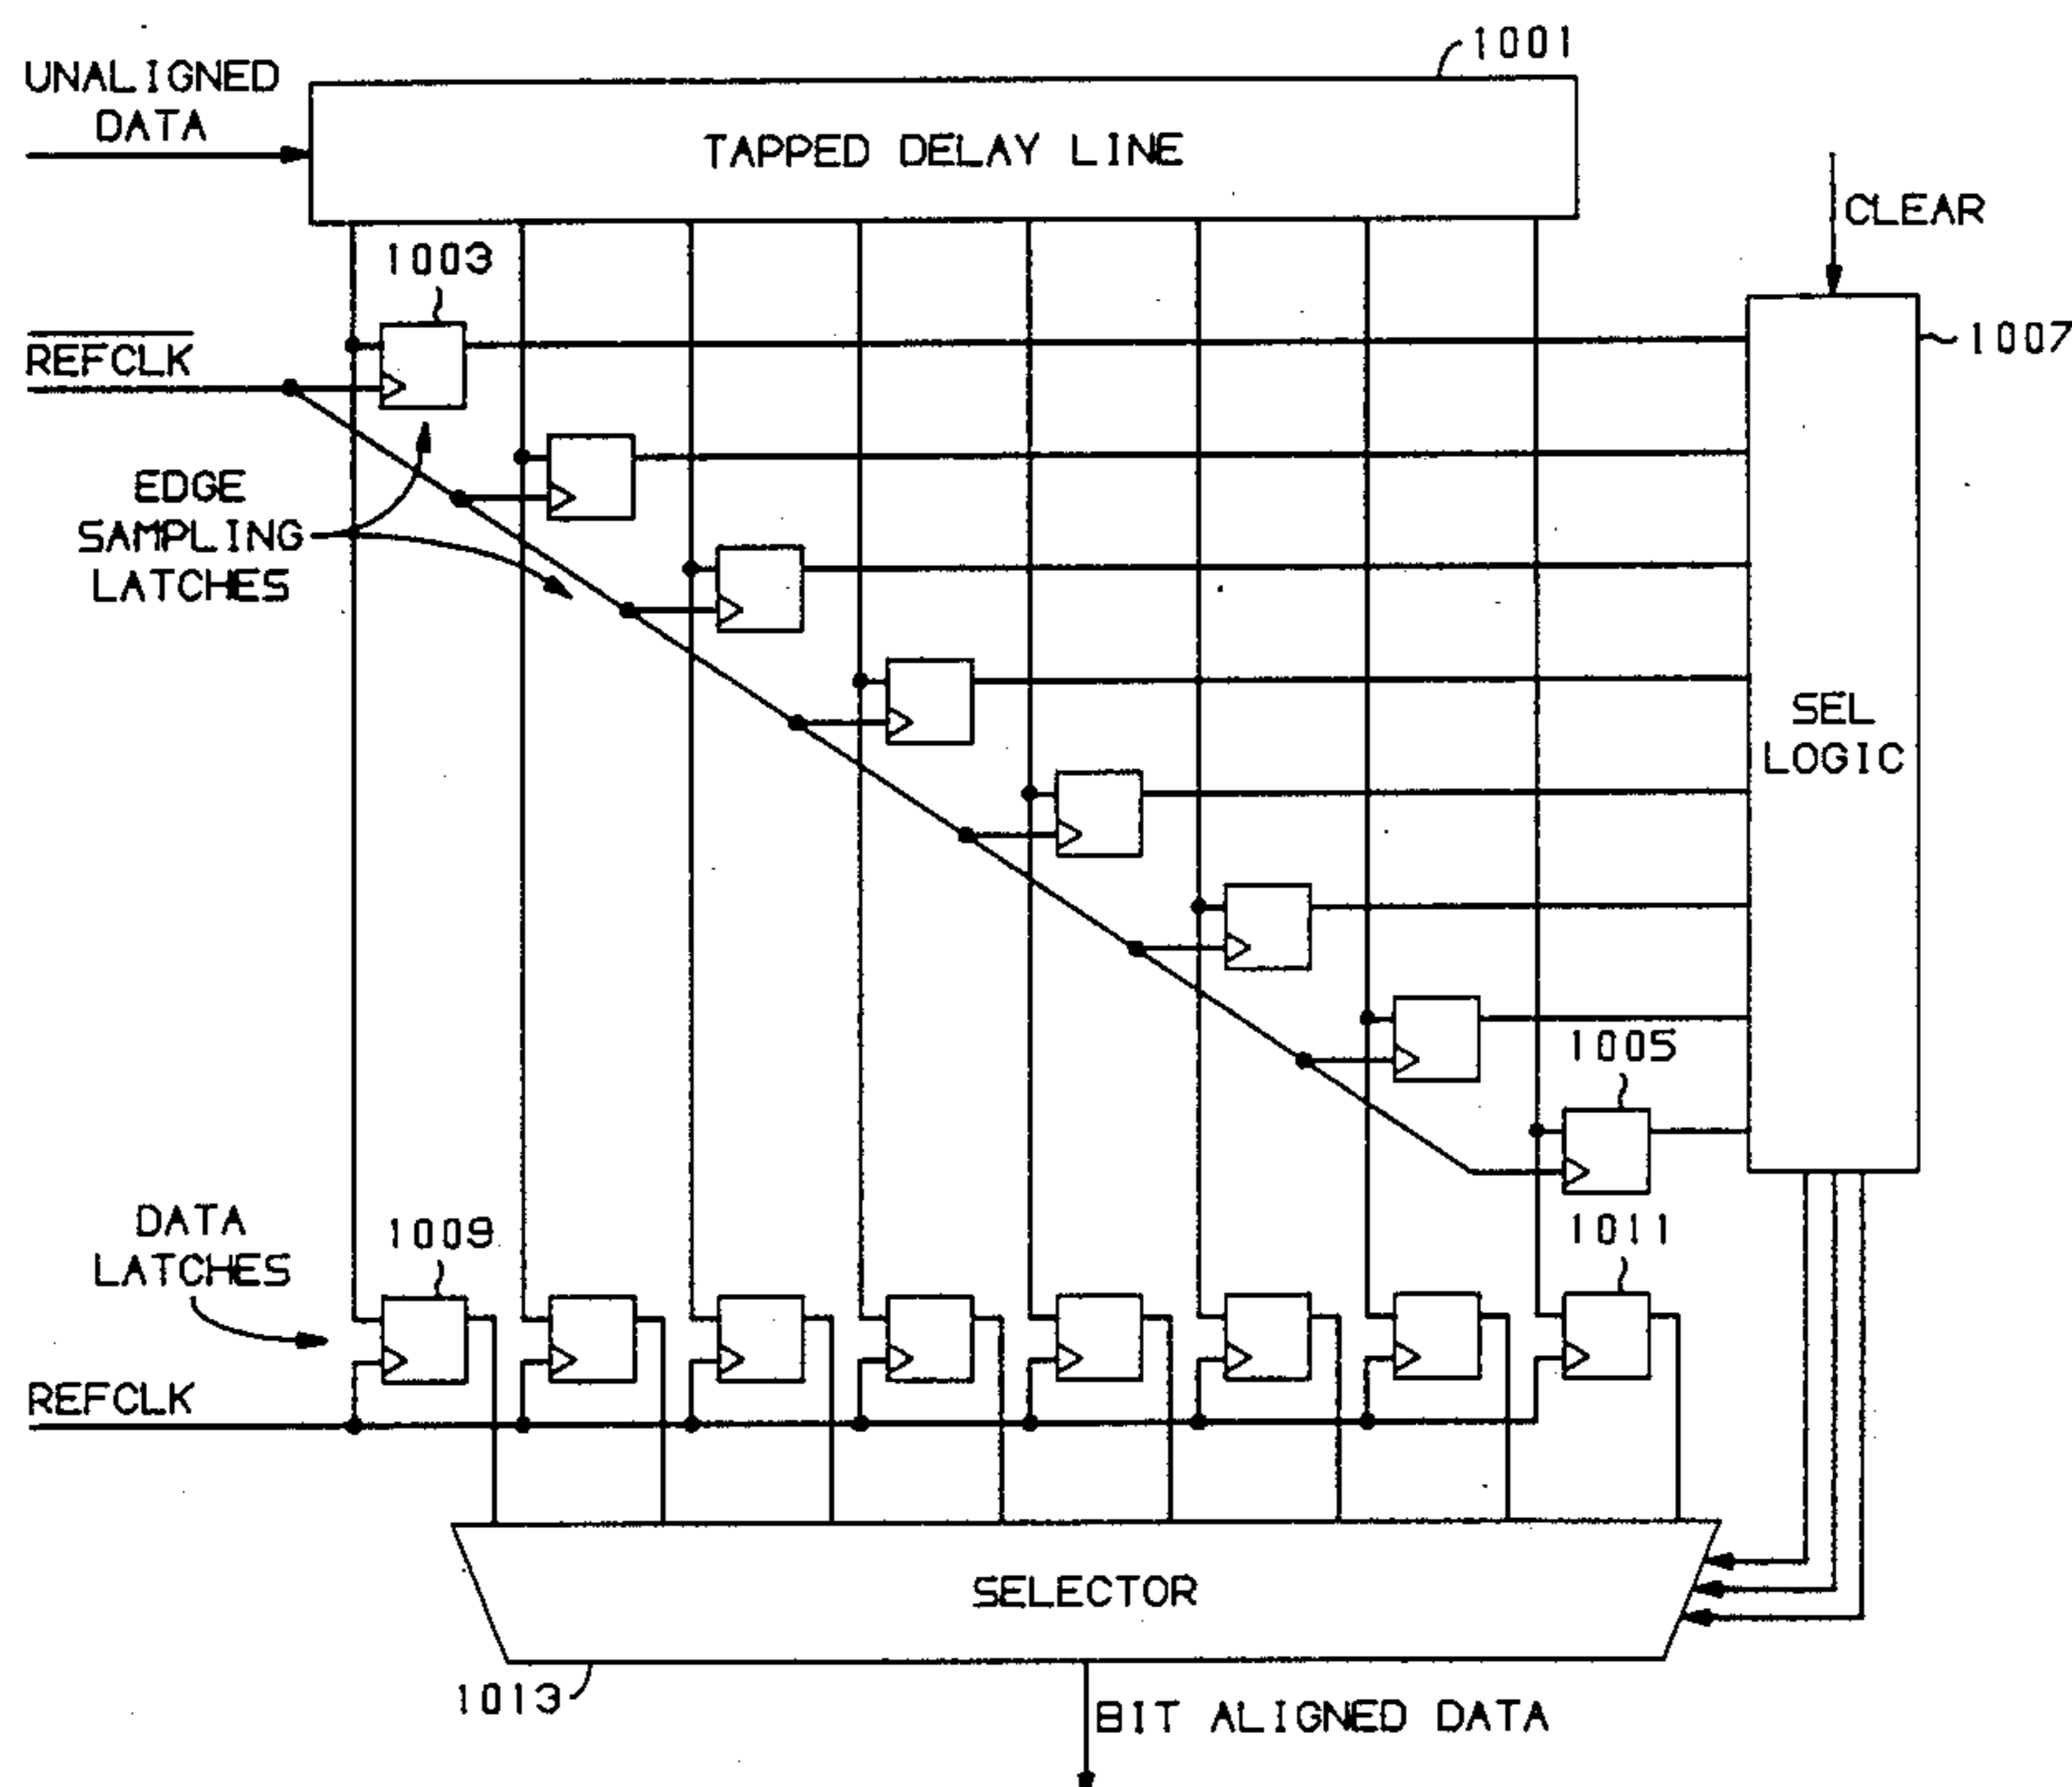 1001
UNALIGNED
DATA
TAPPED DELAY LINE
CLEAR
1003
REFCLK
1007
EDGE
SAMPLING
LATCHES
SEL
LOGIC
1005
DATA
LATCHES
1009
1011
REFCLK
SELECTOR
1013
BIT ALIGNED DATA